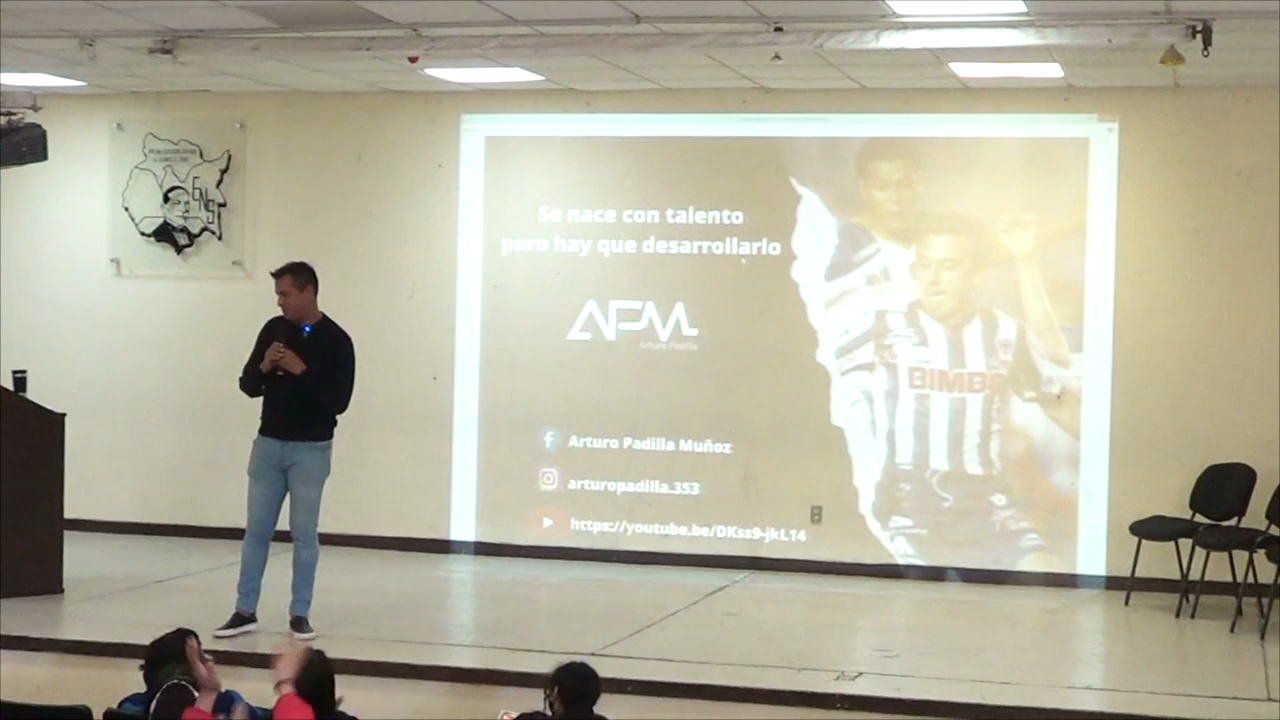 ENSM
Se nace con talento
pero hay que desarrollarlo
APM
Arturo Padilla
BIMBO
Arturo Padilla Muñoz
arturopadilla.353
https://youtube.be/DKss9-jkL14